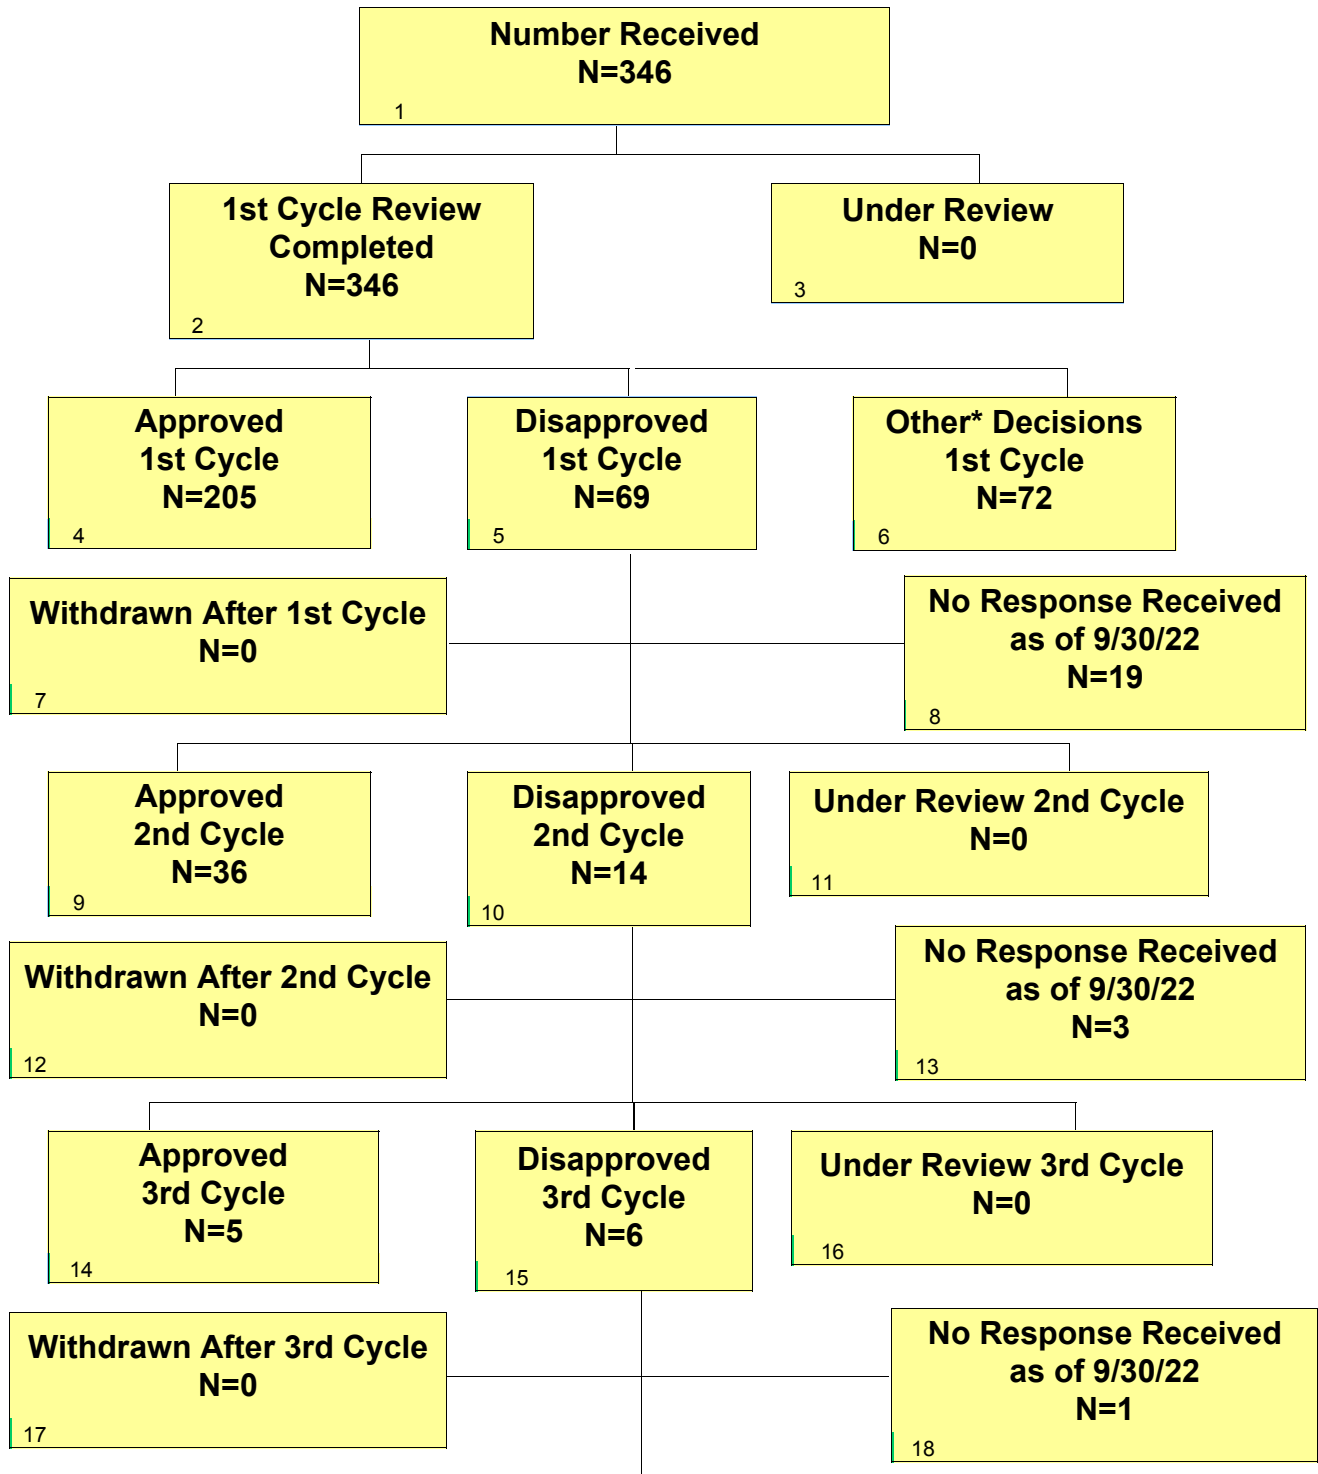 Number Received
N=346
1
1st Cycle Review
Completed
N=346
2
Under Review
N=0
3
Approved
1st Cycle
N=205
4
Disapproved
1st Cycle
N=69
5
Other* Decisions
1st Cycle
N=72
6
Withdrawn After 1st Cycle
N=0
7
No Response Received
as of 9/30/22
N=19
8
Approved
2nd Cycle
N=36
9
Disapproved
2nd Cycle
N=14
10
Under Review 2nd Cycle
N=0
11
Withdrawn After 2nd Cycle
N=0
12
No Response Received
as of 9/30/22
N=3
13
Approved
3rd Cycle
N=5
14
Disapproved
3rd Cycle
N=6
15
Under Review 3rd Cycle
N=0
16
Withdrawn After 3rd Cycle
N=0
17
No Response Received
as of 9/30/22
N=1
18